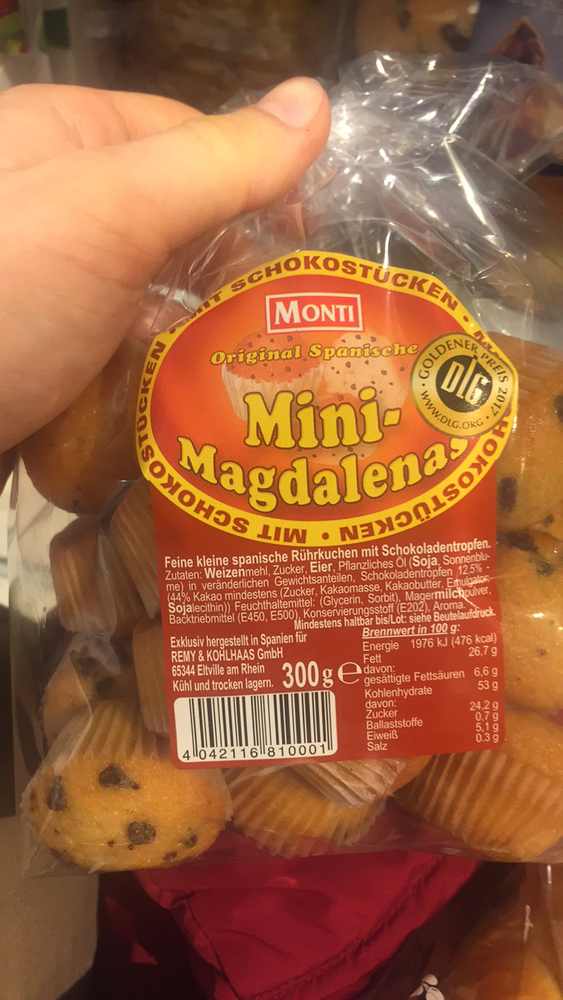 MIT SCHOKOSTÜCKEN • MIT SCHOKOSTÜCKEN • MIT SCHOKOSTÜCKEN •
MONTI
Original Spanische
GOLDENER PREIS 2017
DLG
WWW.DLG.ORG
Mini-
Magdalenas
Feine kleine spanische Rührkuchen mit Schokoladentropfen.
Zutaten: Weizenmehl, Zucker, Eier, Pflanzliches Öl (Soja, Sonnenblu-
me) in veränderlichen Gewichtsanteilen, Schokoladentropfen 12,5%
(44% Kakao mindestens (Zucker, Kakaomasse, Kakaobutter, Emulgator:
Sojalecithin)) Feuchthaltemittel: (Glycerin, Sorbit), Magermilchpulver,
Backtriebmittel (E450, E500), Konservierungsstoff (E202), Aroma.
Mindestens haltbar bis/Lot: siehe Beutelaufdruck.
Exklusiv hergestellt in Spanien für
REMY & KOHLHAAS GmbH
65344 Eltville am Rhein
Kühl und trocken lagern.
300 g e
Brennwert in 100 g:
Energie 1976 kJ (476 kcal)
Fett 26.7 g
davon:
gesättigte Fettsäuren 6,6 g
Kohlenhydrate 53 g
davon:
Zucker 24.2 g
Ballaststoffe 0.7 g
Eiweiß 5.1 g
Salz 0.3 g
4 042116 810001